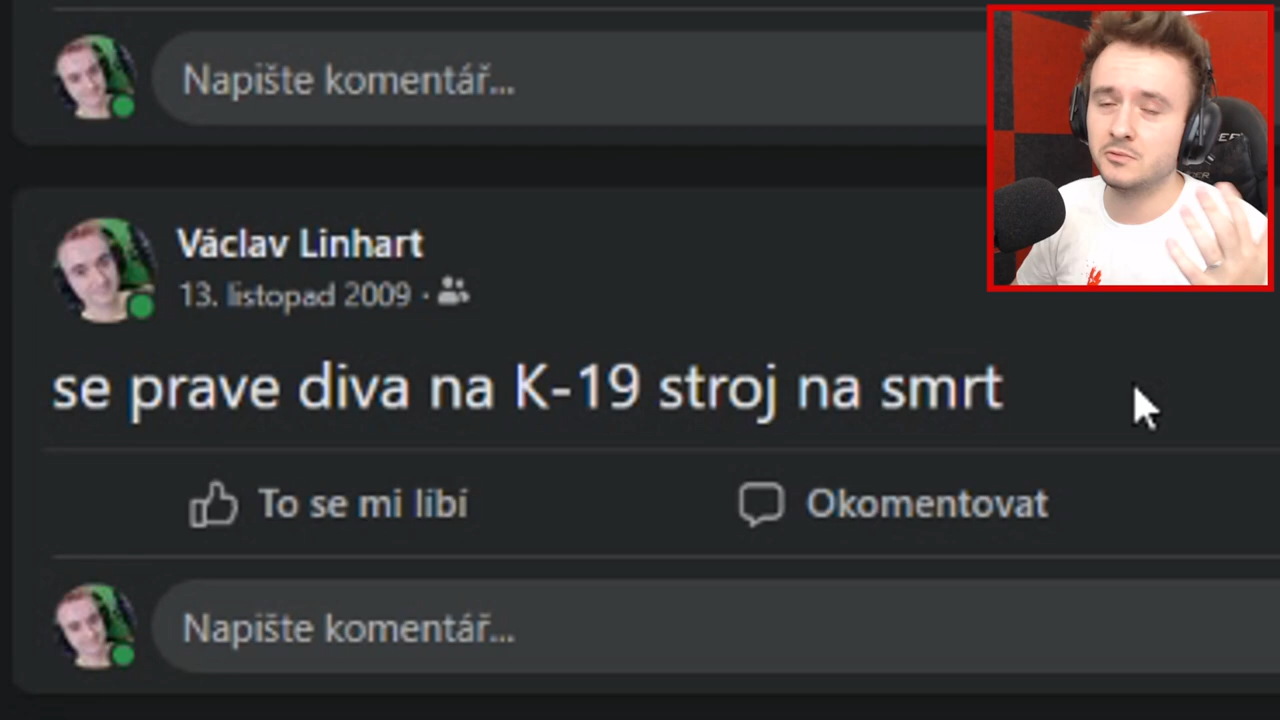 Napište komentář...
Václav Linhart
13. listopad 2009 ·
se prave diva na K-19 stroj na smrt
To se mi líbí
Okomentovat
Napište komentář...